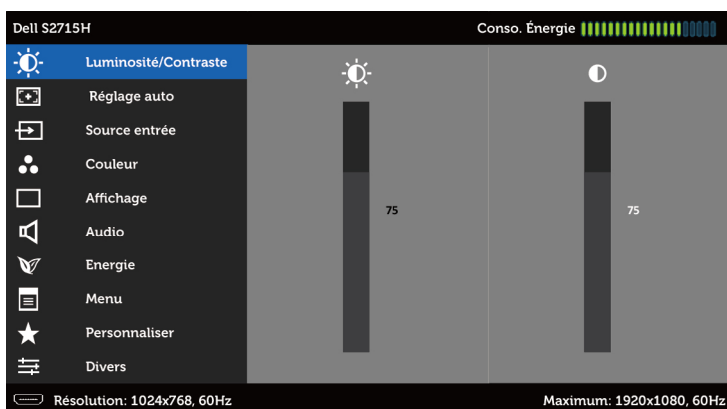 Dell S2715H
Conso. Énergie
Luminosité/Contraste
Réglage auto
Source entrée
Couleur
Affichage
Audio
Energie
Menu
Personnaliser
Divers
75
75
Résolution: 1024x768, 60Hz
Maximum: 1920x1080, 60Hz